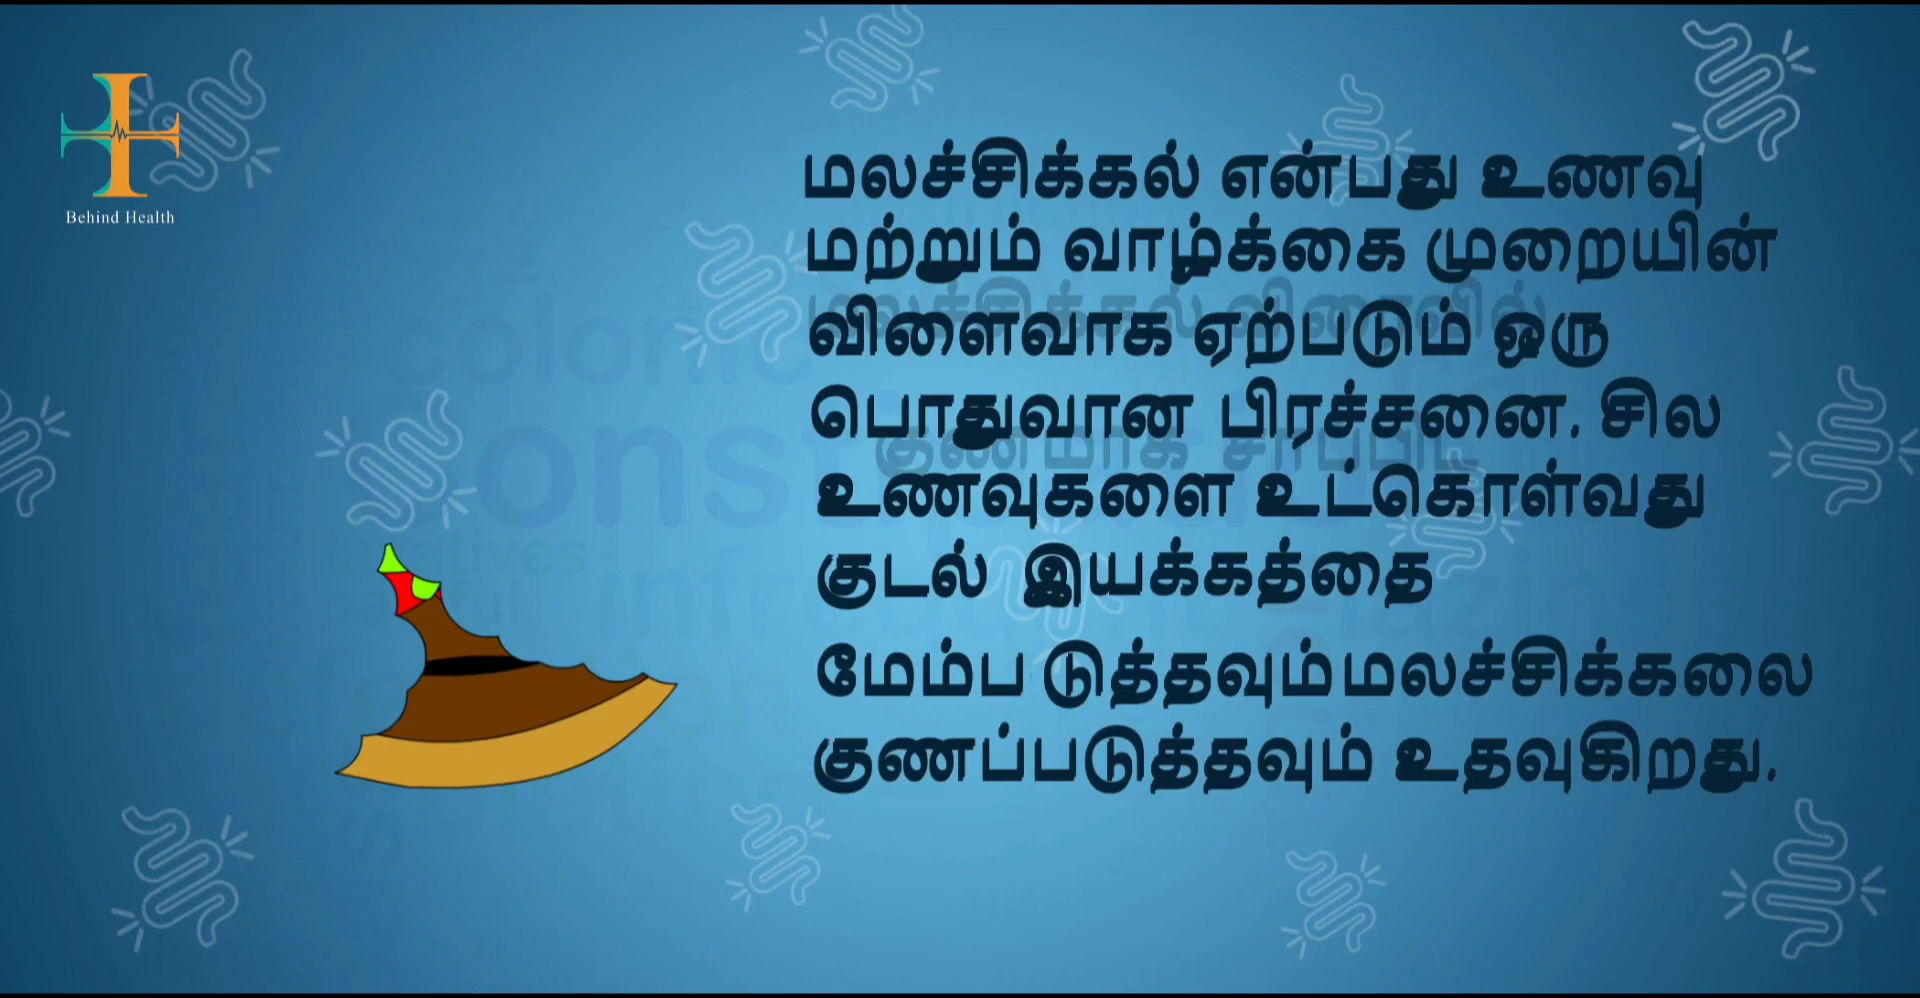 Behind Health
மலச்சிக்கல் என்பது உணவு
மற்றும் வாழ்க்கை முறையின்
விளைவாக ஏற்படும் ஒரு
பொதுவான பிரச்சனை. சில
உணவுகளை உட்கொள்வது
குடல் இயக்கத்தை
மேம்படுத்தவும் மலச்சிக்கலை
குணப்படுத்தவும் உதவுகிறது.